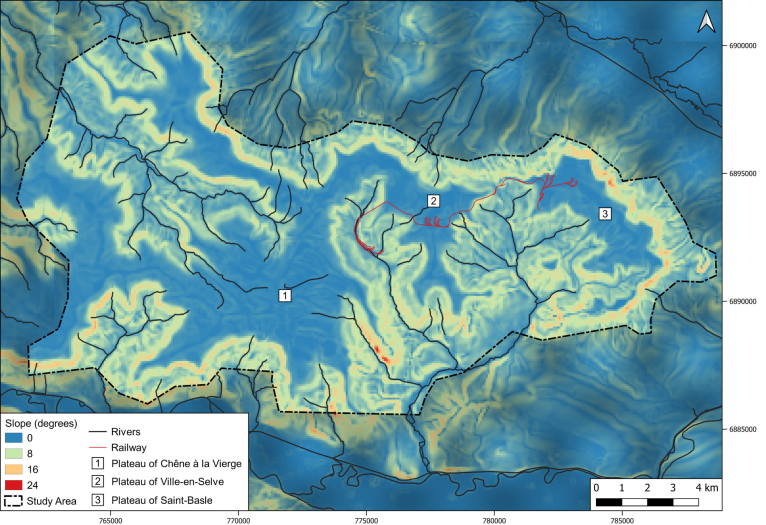 6900000
6895000
6890000
6885000
2
3
1
Slope (degrees)
0
8
16
24
Study Area
Rivers
Railway
1 Plateau of Chêne à la Vierge
2 Plateau of Ville-en-Selve
3 Plateau of Saint-Basle
0 1 2 3 4 km
765000 770000 775000 780000 785000